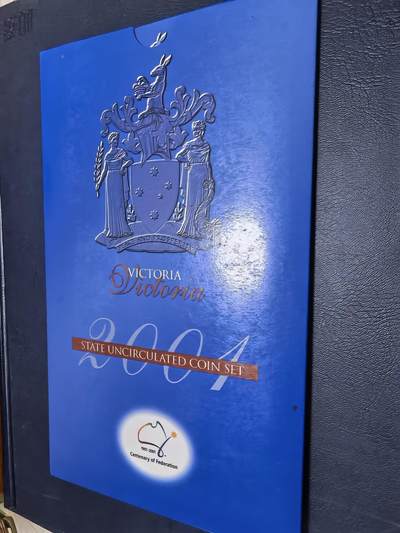 VICTORIA
Victoria
2001
STATE UNCIRCULATED COIN SET
1901-2001
Centenary of Federation